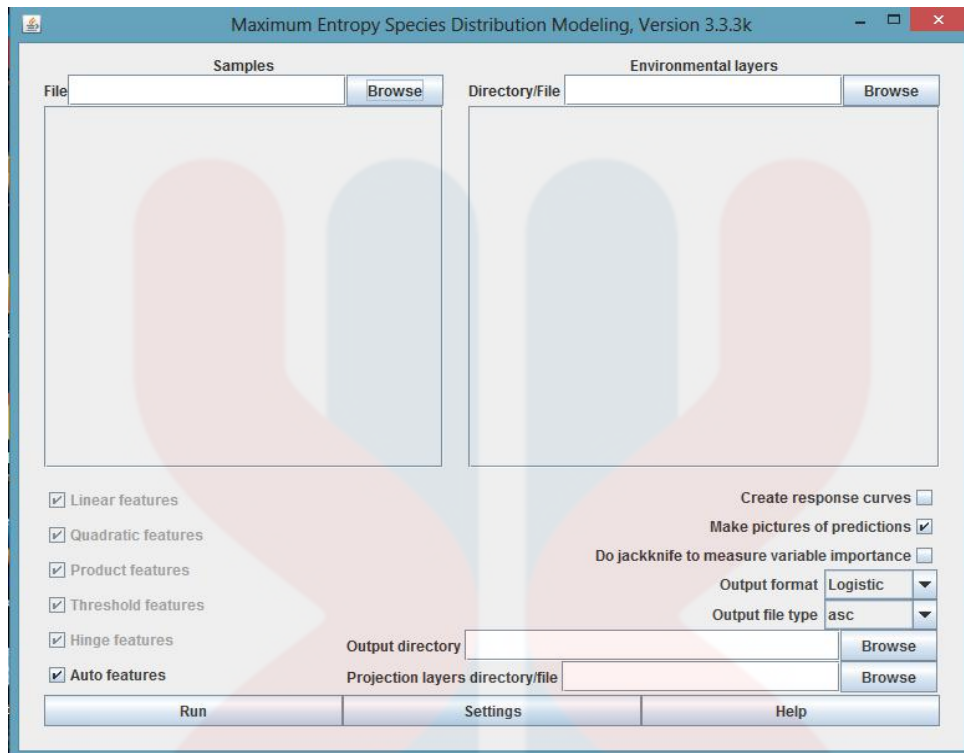 Maximum Entropy Species Distribution Modeling, Version 3.3.3k
Samples
File
Browse
Environmental layers
Directory/File
Browse
Linear features
Quadratic features
Product features
Threshold features
Hinge features
Auto features
Create response curves
Make pictures of predictions
Do jackknife to measure variable importance
Output format Logistic
Output file type asc
Output directory
Browse
Projection layers directory/file
Browse
Run
Settings
Help